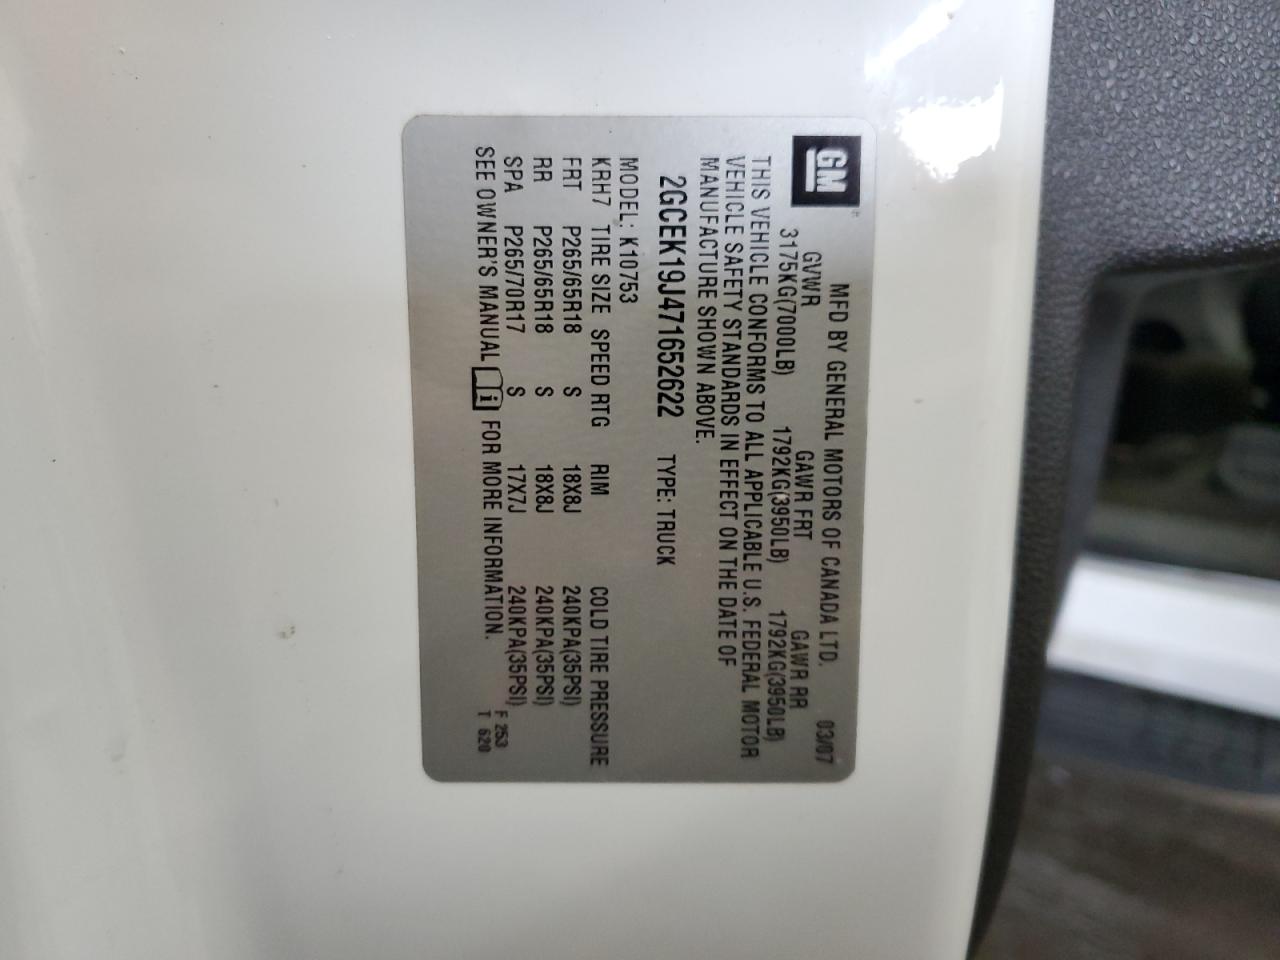 GM
MFD BY GENERAL MOTORS OF CANADA LTD. 03/07
GVWR GAWR FRT GAWR RR
3175KG(7000LB) 1792KG(3950LB) 1792KG(3950LB)
THIS VEHICLE CONFORMS TO ALL APPLICABLE U.S. FEDERAL MOTOR
VEHICLE SAFETY STANDARDS IN EFFECT ON THE DATE OF
MANUFACTURE SHOWN ABOVE.
2GCEK19J471652622 TYPE: TRUCK
MODEL: K10753
KRH7 TIRE SIZE SPEED RTG RIM COLD TIRE PRESSURE
FRT P265/65R18 S 18X8J 240KPA(35PSI)
RR P265/65R18 S 18X8J 240KPA(35PSI)
SPA P265/70R17 S 17X7J 240KPA(35PSI)
SEE OWNER'S MANUAL i FOR MORE INFORMATION.
F 253
T 620